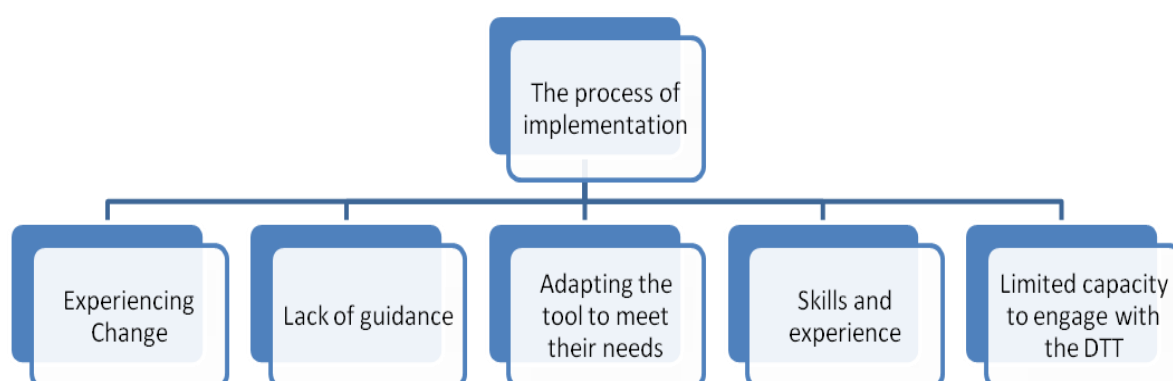 The process of
implementation
Experiencing
Change
Lack of guidance
Adapting the
tool to meet
their needs
Skills and
experience
Limited capacity
to engage with
the DTT